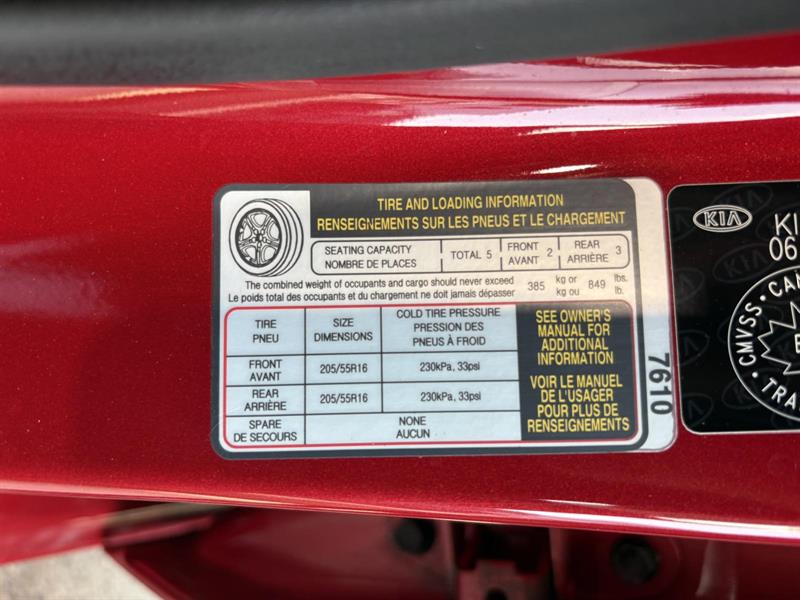 TIRE AND LOADING INFORMATION
RENSEIGNEMENTS SUR LES PNEUS ET LE CHARGEMENT
SEATING CAPACITY
NOMBRE DE PLACES
TOTAL 5
FRONT
AVANT 2
REAR
ARRIÈRE 3
The combined weight of occupants and cargo should never exceed
Le poids total des occupants et du chargement ne doit jamais dépasser
385
kg or
kg ou
849
lbs.
lb.
TIRE
PNEU
SIZE
DIMENSIONS
COLD TIRE PRESSURE
PRESSION DES
PNEUS À FROID
FRONT
AVANT
205/55R16
230kPa, 33psi
REAR
ARRIÈRE
205/55R16
230kPa, 33psi
SPARE
DE SECOURS
NONE
AUCUN
SEE OWNER'S
MANUAL FOR
ADDITIONAL
INFORMATION
VOIR LE MANUEL
DE L'USAGER
POUR PLUS DE
RENSEIGNEMENTS
7610
KIA
KI
06
CMVSS
TRA